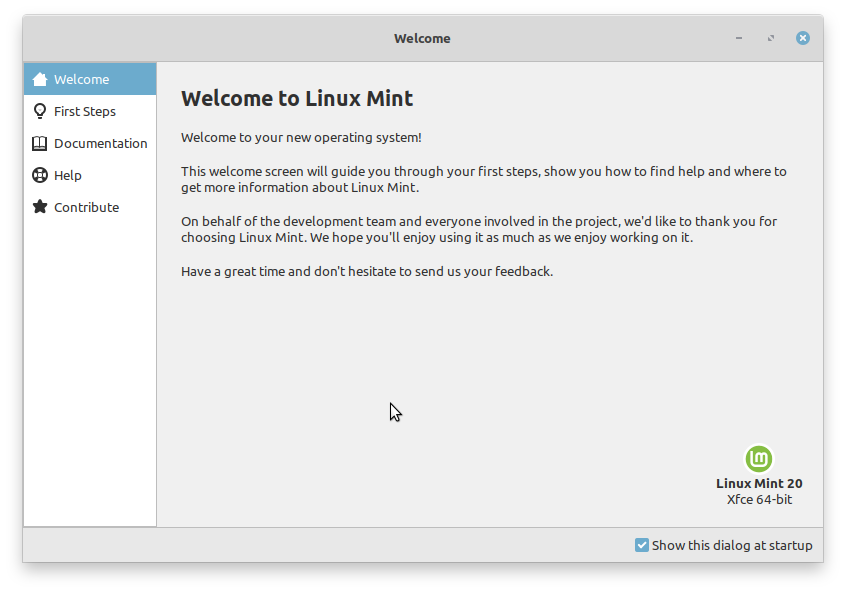 Welcome
Welcome
First Steps
Documentation
Help
Contribute
Welcome to Linux Mint
Welcome to your new operating system!
This welcome screen will guide you through your first steps, show you how to find help and where to
get more information about Linux Mint.
On behalf of the development team and everyone involved in the project, we'd like to thank you for
choosing Linux Mint. We hope you'll enjoy using it as much as we enjoy working on it.
Have a great time and don't hesitate to send us your feedback.
lm
Linux Mint 20
Xfce 64-bit
Show this dialog at startup